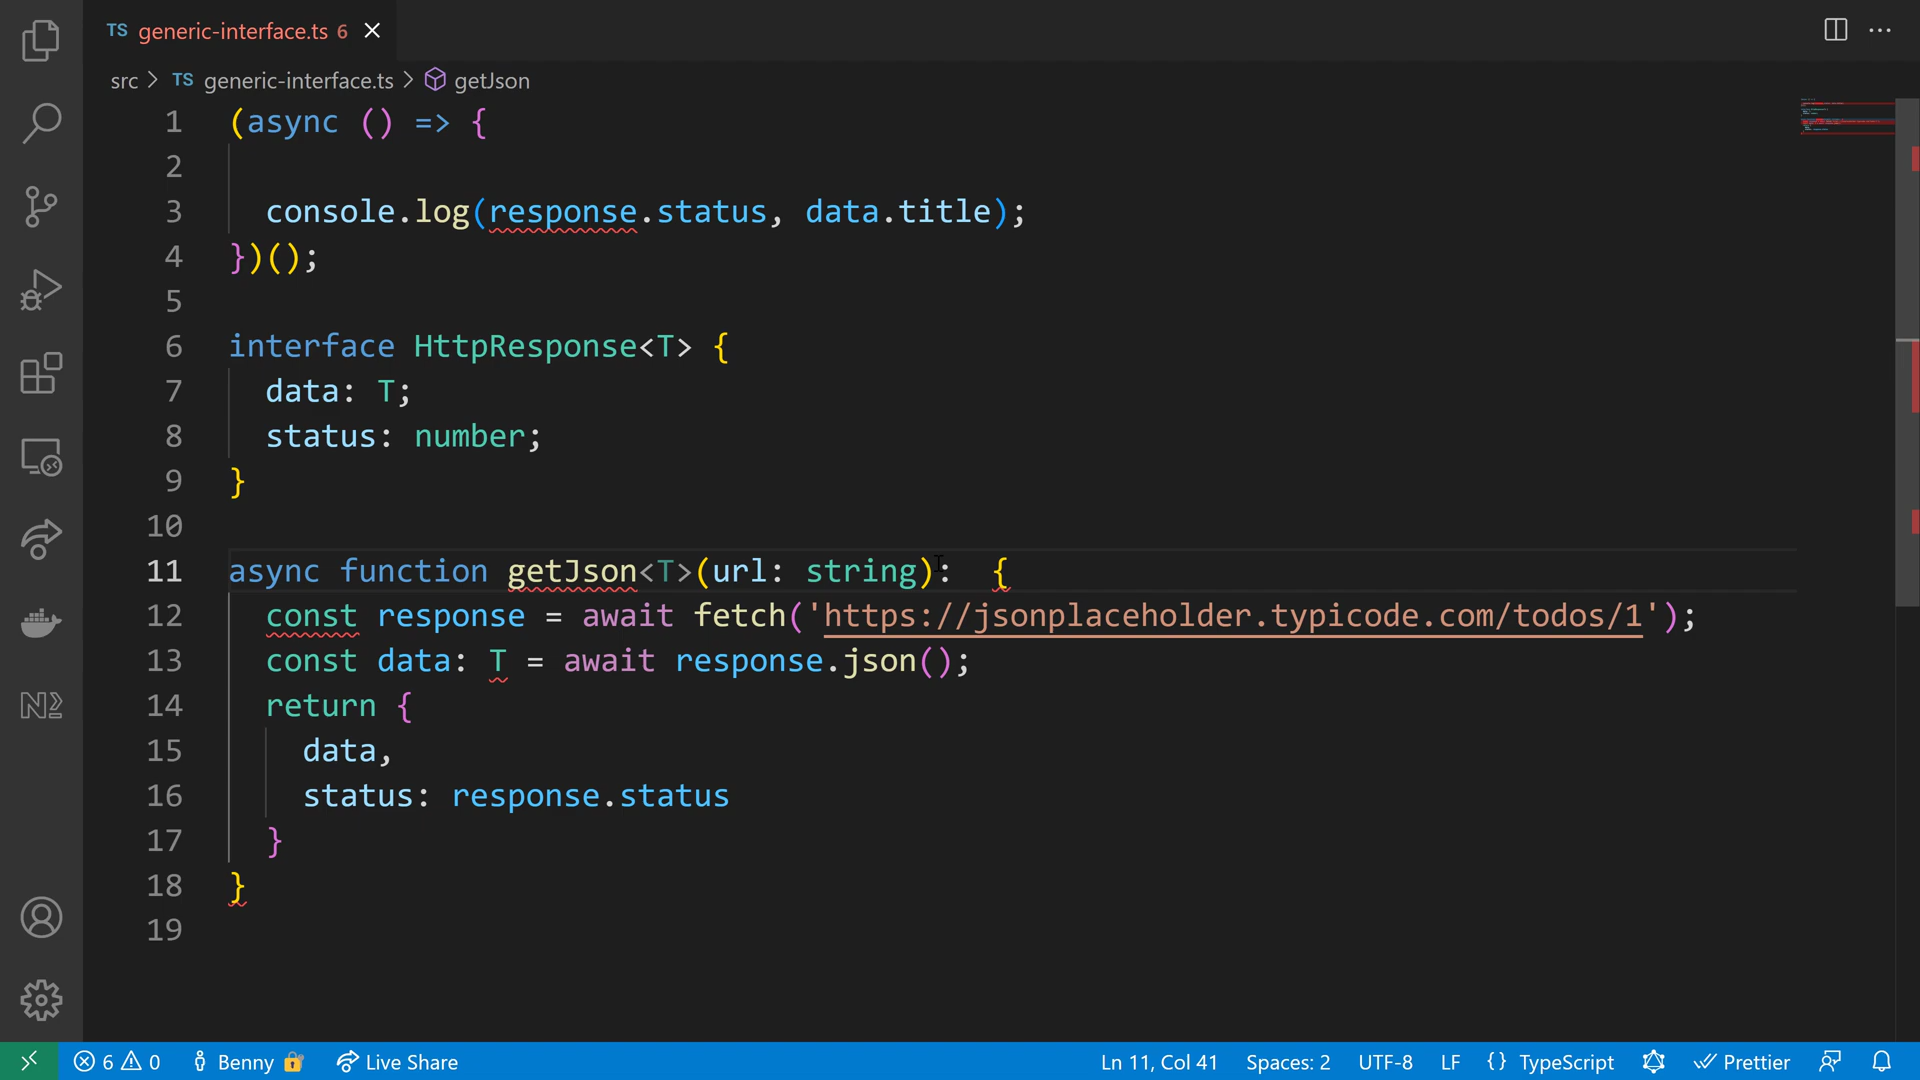 TS generic-interface.ts 6
src > TS generic-interface.ts > getJson
1 (async () => {
2
3 console.log(response.status, data.title);
4 })();
5
6 interface HttpResponse<T> {
7 data: T;
8 status: number;
9 }
10
11 async function getJson<T>(url: string):  {
12 const response = await fetch('https://jsonplaceholder.typicode.com/todos/1');
13 const data: T = await response.json();
14 return {
15 data,
16 status: response.status
17 }
18 }
19
6 0 Benny Live Share Ln 11, Col 41 Spaces: 2 UTF-8 LF {} TypeScript Prettier